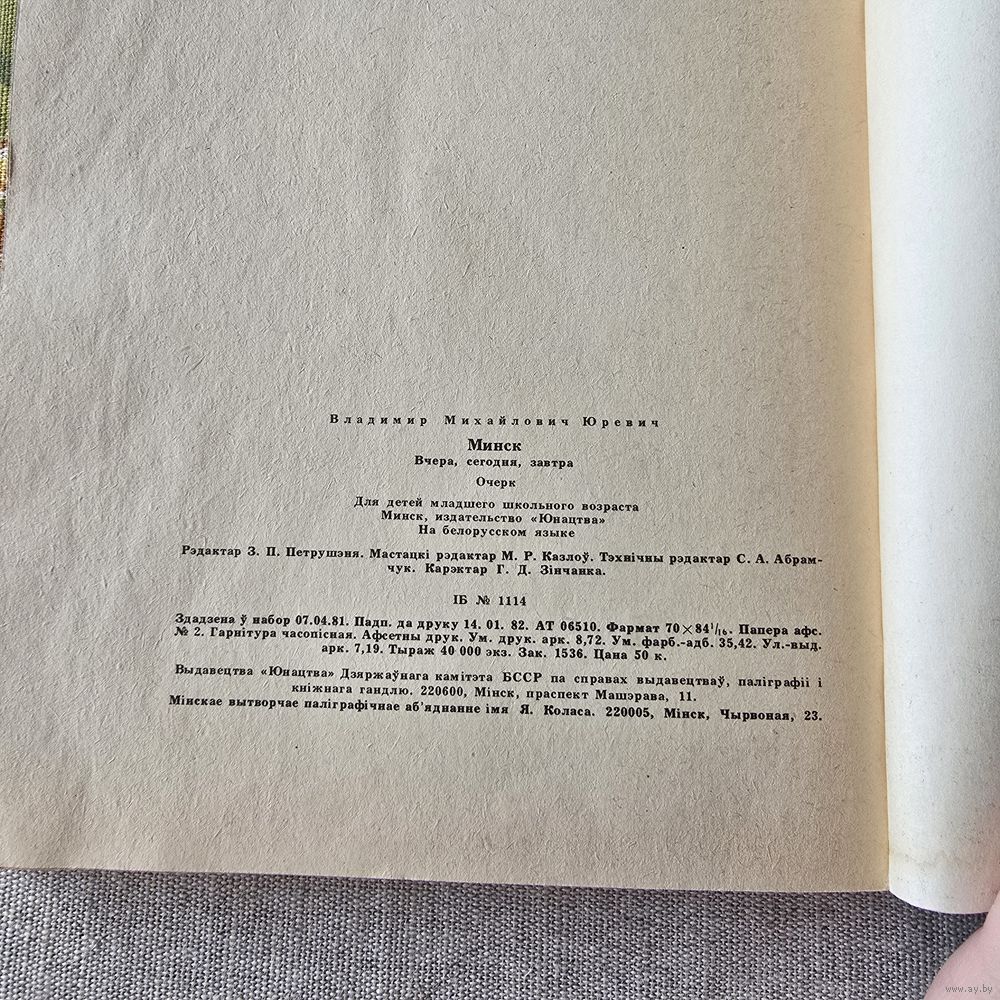 Владимир Михайлович Юревич
Минск
Вчера, сегодня, завтра
Очерк
Для детей младшего школьного возраста
Минск, издательство «Юнацтва»
На белорусском языке
Рэдактар З. П. Петрушэня. Мастацкі рэдактар М. Р. Казлоў. Тэхнічны рэдактар С. А. Абрам-
чук. Карэктар Г. Д. Зінчанка.
ІБ № 1114
Здадзена ў набор 07.04.81. Падп. да друку 14. 01. 82. АТ 06510. Фармат 70×84¹/₁₆. Папера афс.
№ 2. Гарнітура часопісная. Афсетны друк. Ум. друк. арк. 8,72. Ум. фарб.-адб. 35,42. Ул.-выд.
арк. 7,19. Тыраж 40 000 экз. Зак. 1536. Цана 50 к.
Выдавецтва «Юнацтва» Дзяржаўнага камітэта БССР па справах выдавецтваў, паліграфіі і
кніжнага гандлю. 220600, Мінск, праспект Машэрава, 11.
Мінскае вытворчае паліграфічнае аб'яднанне імя Я. Коласа. 220005, Мінск, Чырвоная, 23.
www.ay.by